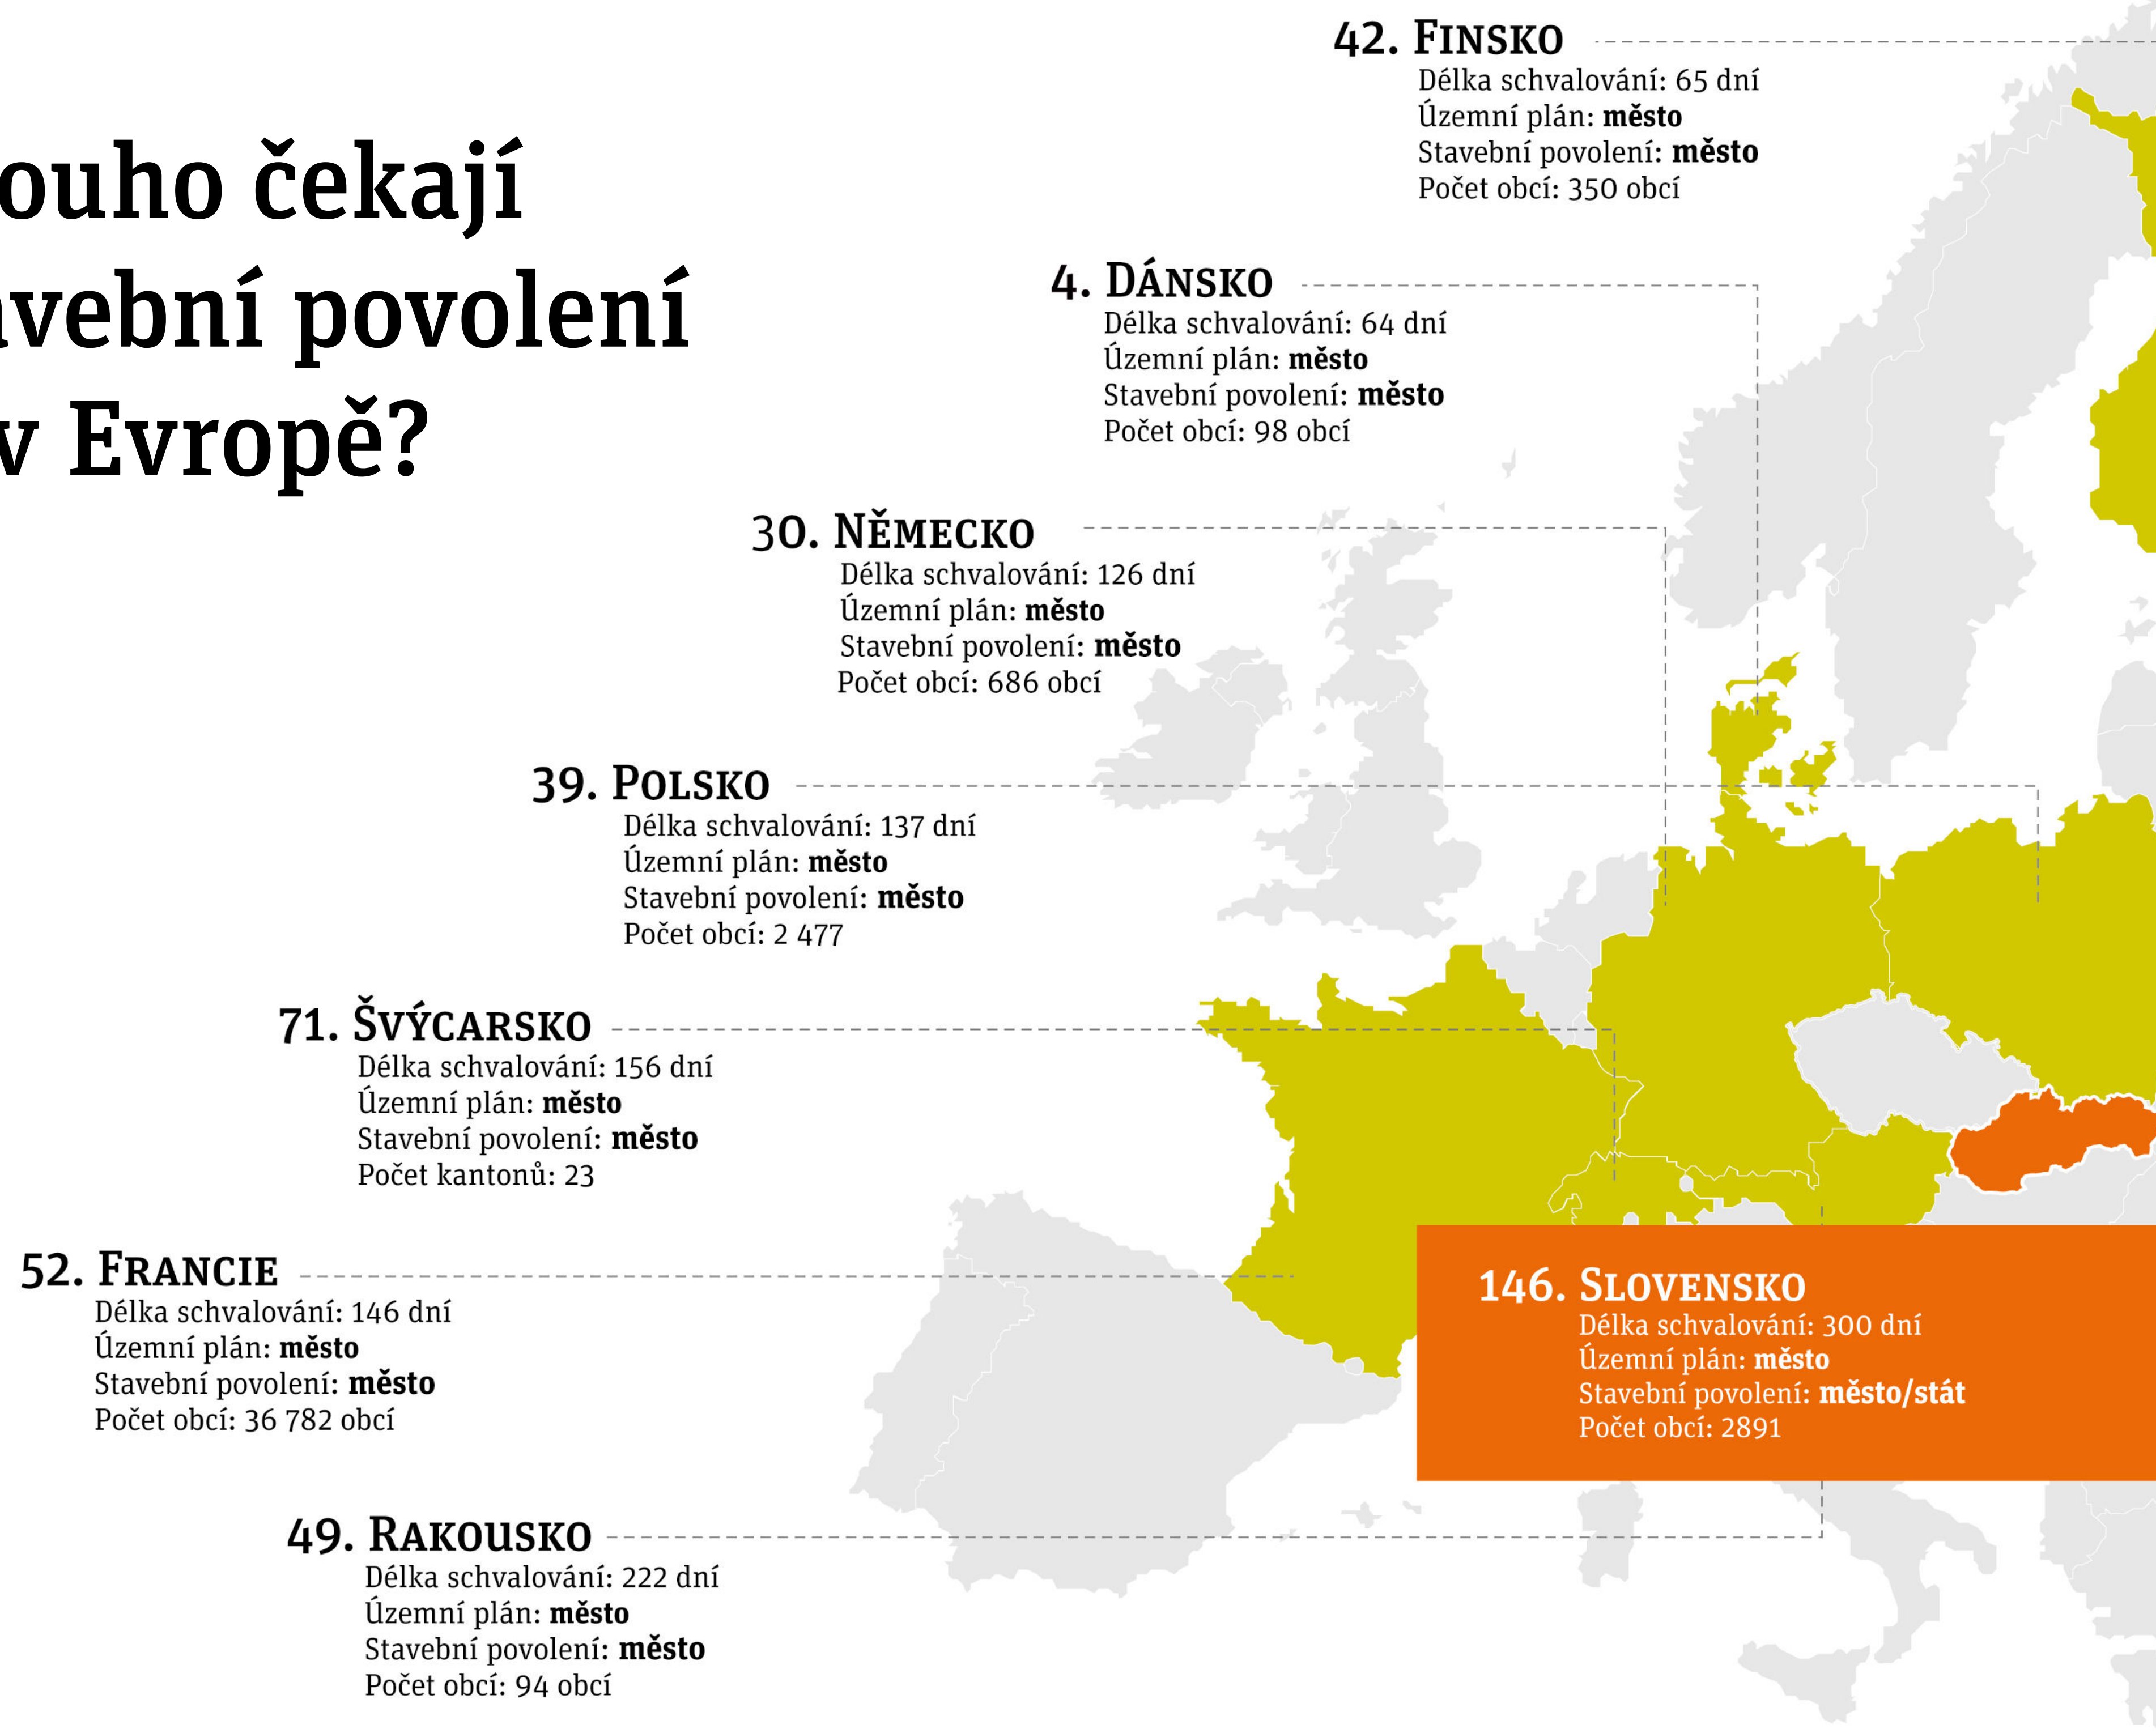 ouho čekají
avební povolení
v Evropě?
42. Finsko
Délka schvalování: 65 dní
Územní plán: město
Stavební povolení: město
Počet obcí: 350 obcí
4. Dánsko
Délka schvalování: 64 dní
Územní plán: město
Stavební povolení: město
Počet obcí: 98 obcí
30. Německo
Délka schvalování: 126 dní
Územní plán: město
Stavební povolení: město
Počet obcí: 686 obcí
39. Polsko
Délka schvalování: 137 dní
Územní plán: město
Stavební povolení: město
Počet obcí: 2 477
71. Švýcarsko
Délka schvalování: 156 dní
Územní plán: město
Stavební povolení: město
Počet kantonů: 23
52. Francie
Délka schvalování: 146 dní
Územní plán: město
Stavební povolení: město
Počet obcí: 36 782 obcí
146. Slovensko
Délka schvalování: 300 dní
Územní plán: město
Stavební povolení: město/stát
Počet obcí: 2891
49. Rakousko
Délka schvalování: 222 dní
Územní plán: město
Stavební povolení: město
Počet obcí: 94 obcí